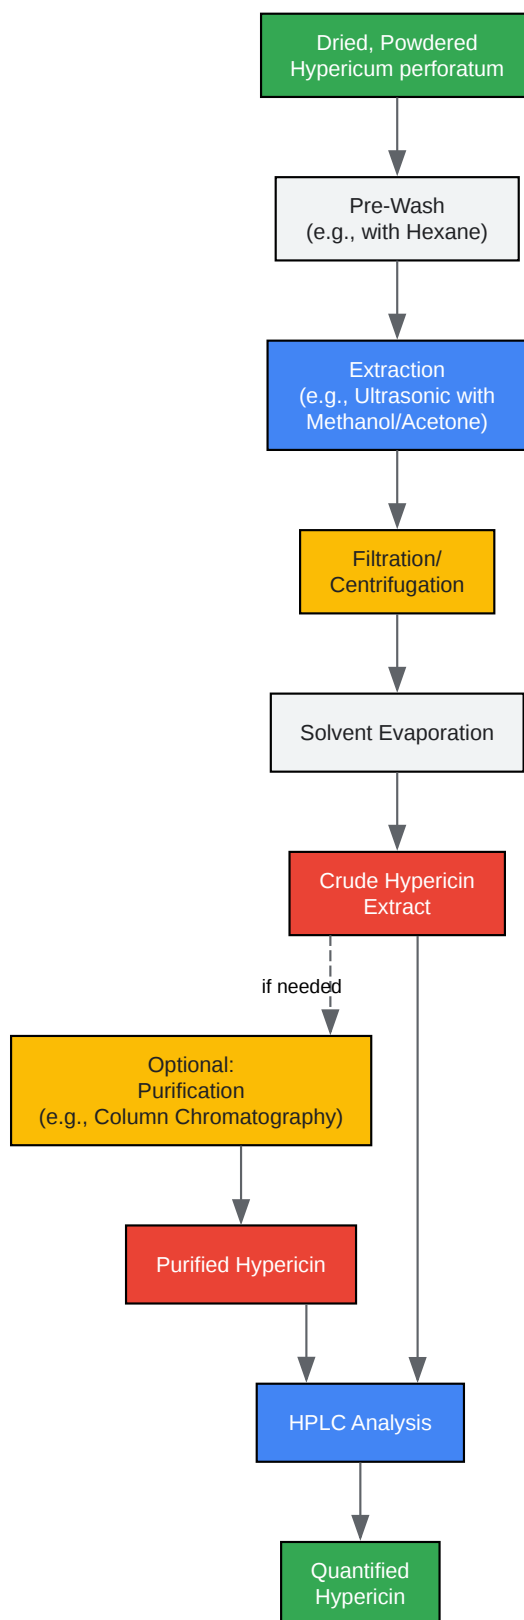 Dried, Powdered
Hypericum perforatum
Pre-Wash
(e.g., with Hexane)
Extraction
(e.g., Ultrasonic with
Methanol/Acetone)
Filtration/
Centrifugation
Solvent Evaporation
Crude Hypericin
Extract
if needed
Optional:
Purification
(e.g., Column Chromatography)
Purified Hypericin
HPLC Analysis
Quantified
Hypericin